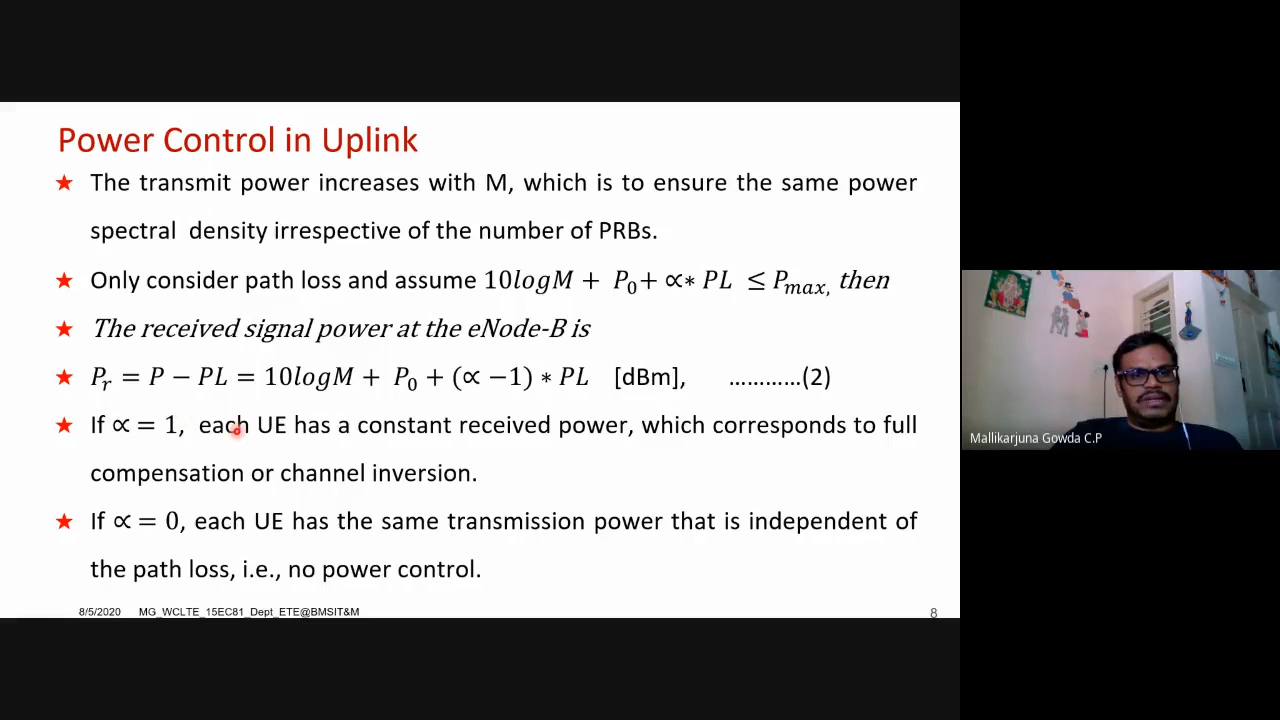 Power Control in Uplink
★ The transmit power increases with M, which is to ensure the same power
spectral density irrespective of the number of PRBs.
★ Only consider path loss and assume 10logM + P₀+ ∝∗ PL ≤ Pₘₐₓ, then
★ The received signal power at the eNode-B is
★ Pᵣ = P − PL = 10logM + P₀ + (∝ −1) ∗ PL [dBm], …………(2)
★ If ∝ = 1, each UE has a constant received power, which corresponds to full
compensation or channel inversion.
★ If ∝ = 0, each UE has the same transmission power that is independent of
the path loss, i.e., no power control.
8/5/2020 MG_WCLTE_15EC81_Dept_ETE@BMSIT&M 8
Mallikarjuna Gowda C.P